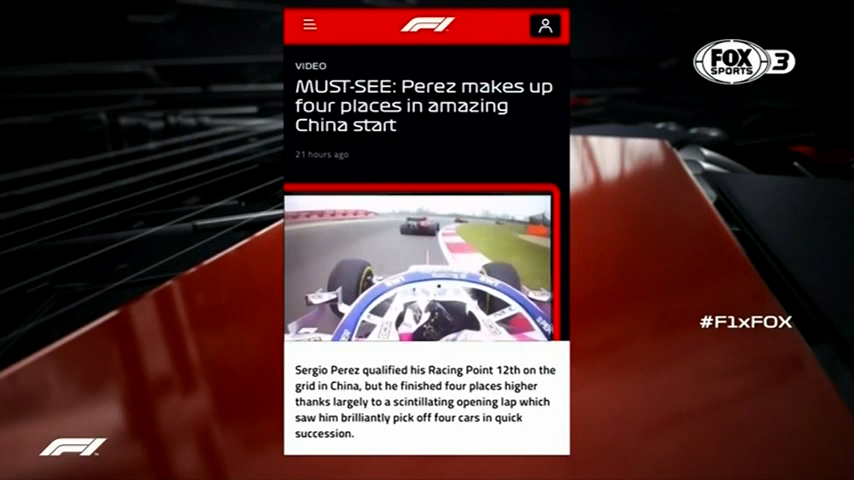 F1
VIDEO
MUST-SEE: Perez makes up
four places in amazing
China start
21 hours ago
Sergio Perez qualified his Racing Point 12th on the
grid in China, but he finished four places higher
thanks largely to a scintillating opening lap which
saw him brilliantly pick off four cars in quick
succession.
FOX
SPORTS 3
#F1xFOX
F1